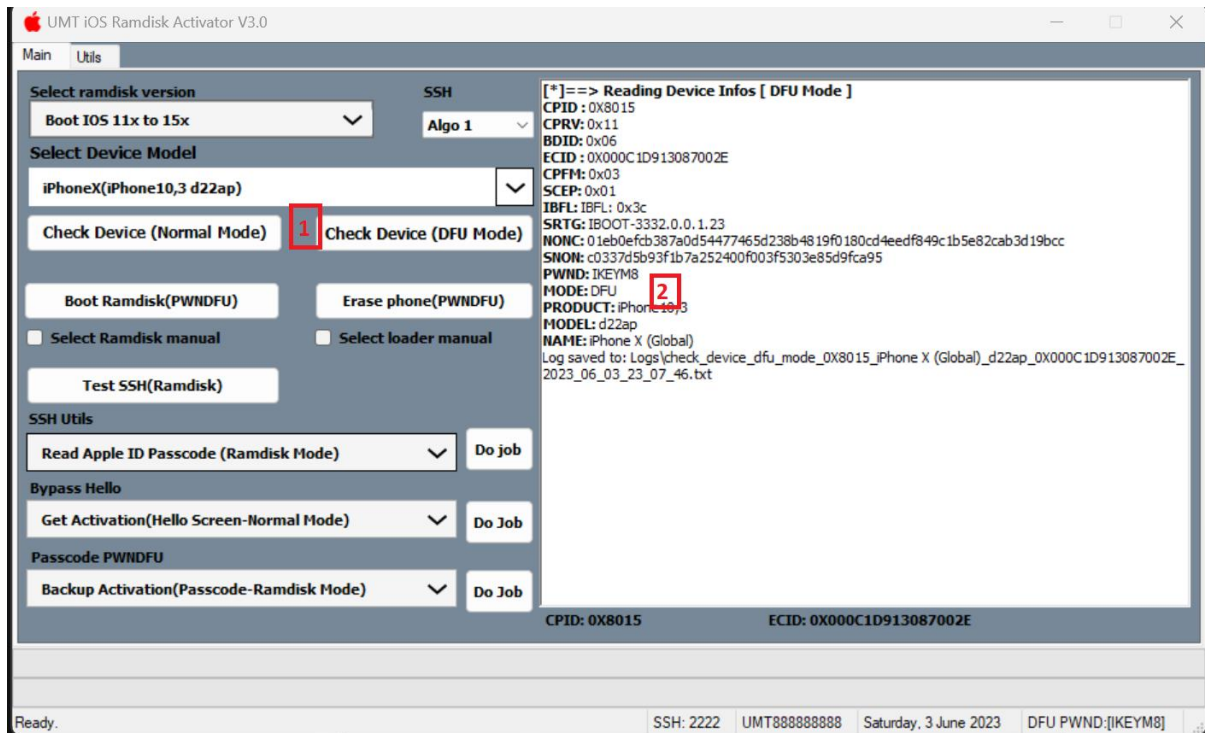 UMT iOS Ramdisk Activator V3.0
Main Utils
Select ramdisk version SSH
Boot IOS 11x to 15x Algo 1
Select Device Model
iPhoneX(iPhone10,3 d22ap)
Check Device (Normal Mode) 1 Check Device (DFU Mode)
Boot Ramdisk(PWNDFU) Erase phone(PWNDFU)
Select Ramdisk manual Select loader manual
Test SSH(Ramdisk)
SSH Utils
Read Apple ID Passcode (Ramdisk Mode) Do job
Bypass Hello
Get Activation(Hello Screen-Normal Mode) Do Job
Passcode PWNDFU
Backup Activation(Passcode-Ramdisk Mode) Do Job
[*]==> Reading Device Infos [ DFU Mode ]
CPID : 0X8015
CPRV: 0x11
BDID: 0x06
ECID : 0X000C1D913087002E
CPFM: 0x03
SCEP: 0x01
IBFL: IBFL: 0x3c
SRTG: IBOOT-3332.0.0.1.23
NONC: 01eb0efcb387a0d54477465d238b4819f0180cd4eedf849c1b5e82cab3d19bcc
SNON: c0337d5b93f1b7a252400f003f5303e85d9fca95
PWND: IKEYM8
MODE: DFU 2
PRODUCT: iPhone10,3
MODEL: d22ap
NAME: iPhone X (Global)
Log saved to: Logs\check_device_dfu_mode_0X8015_iPhone X (Global)_d22ap_0X000C1D913087002E_
2023_06_03_23_07_46.txt
CPID: 0X8015 ECID: 0X000C1D913087002E
Ready. SSH: 2222 UMT888888888 Saturday, 3 June 2023 DFU PWND:[IKEYM8]